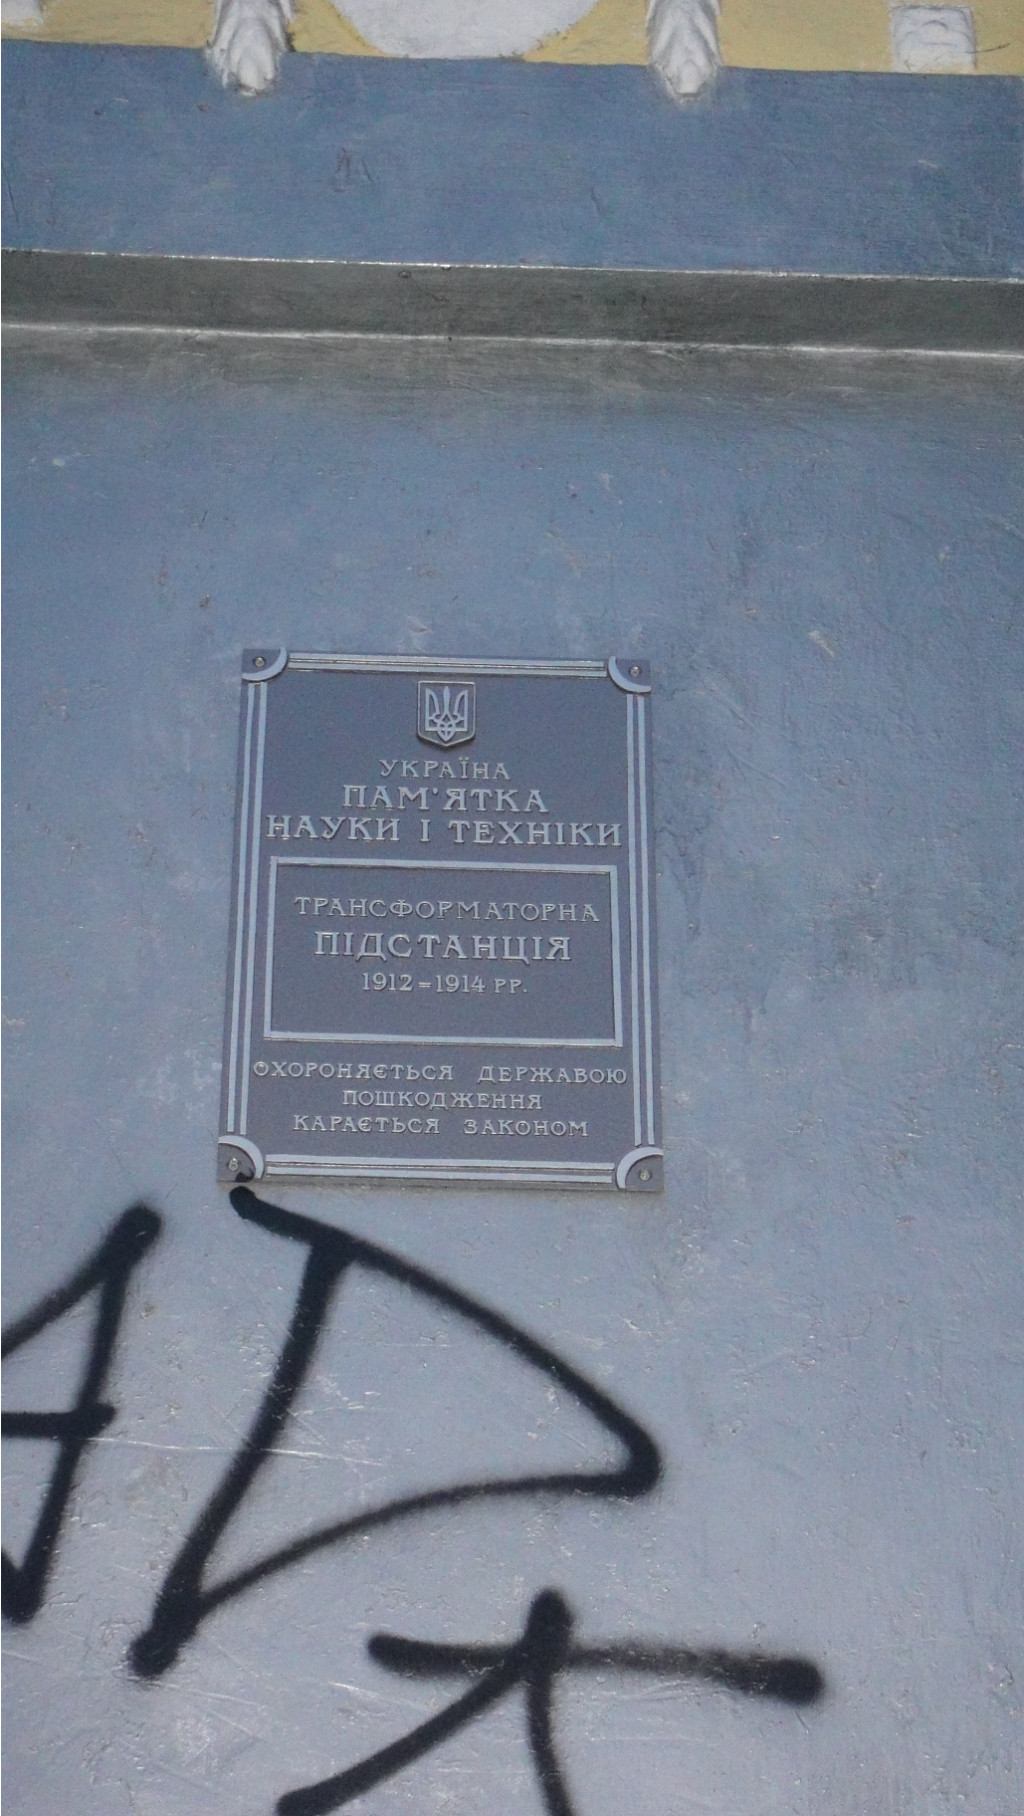 УКРАЇНА
ПАМ'ЯТКА
НАУКИ І ТЕХНІКИ
ТРАНСФОРМАТОРНА
ПІДСТАНЦІЯ
1912=1914 РР.
ОХОРОНЯЄТЬСЯ ДЕРЖАВОЮ
ПОШКОДЖЕННЯ
КАРАЄТЬСЯ ЗАКОНОМ